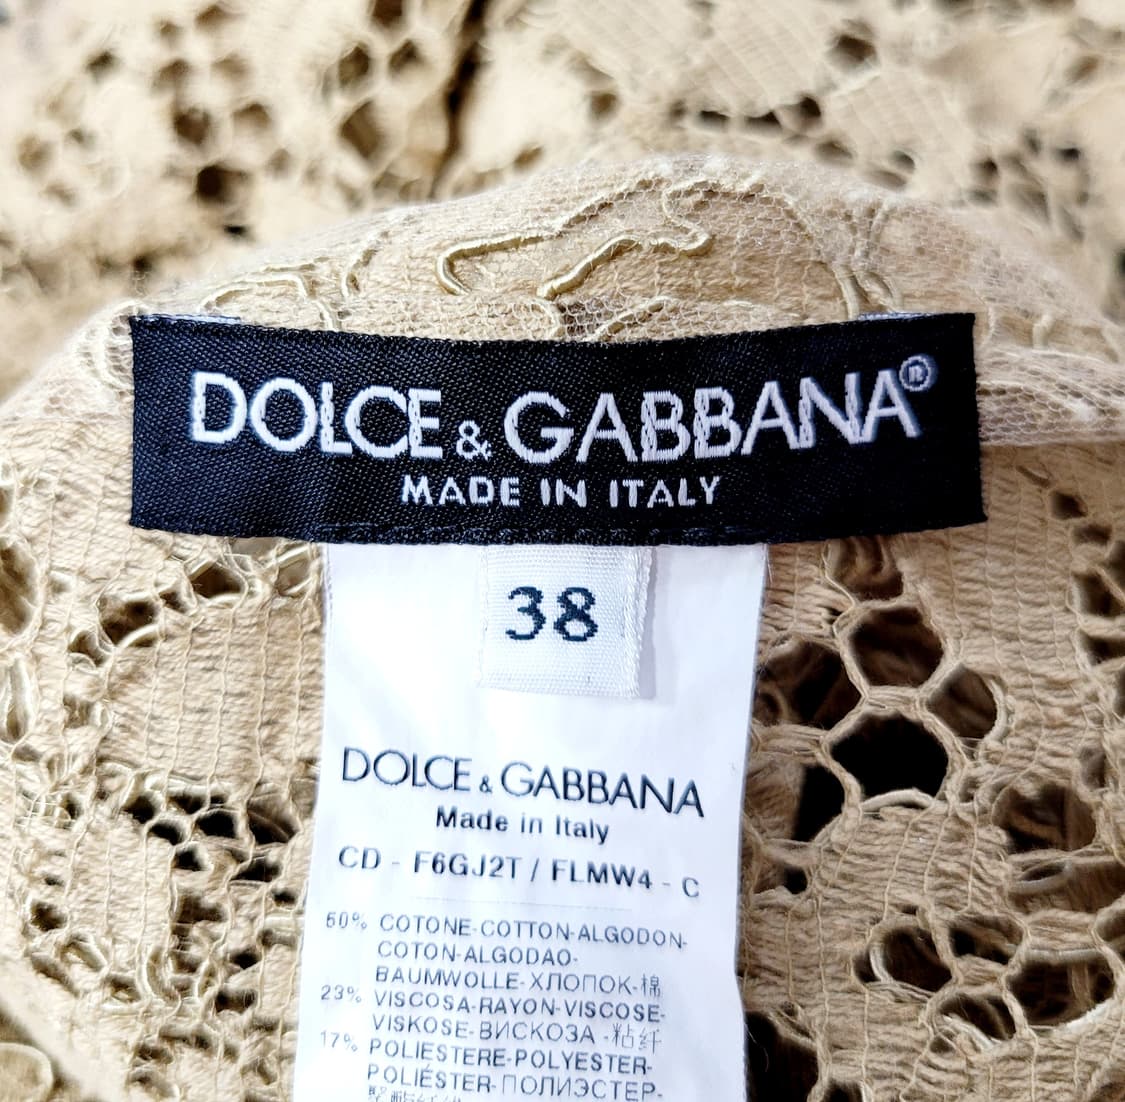 DOLCE & GABBANA®
MADE IN ITALY
38
DOLCE & GABBANA
Made in Italy
CD - F6GJ2T / FLMW4 - C
60% COTONE-COTTON-ALGODON-
COTON-ALGODAO-
BAUMWOLLE-ХЛОПОК-棉
23% VISCOSA-RAYON-VISCOSE-
VISKOSE-ВИСКОЗА -粘纤
17% POLIESTERE-POLYESTER-
POLIÉSTER-ПОЛИЭСТЕР-